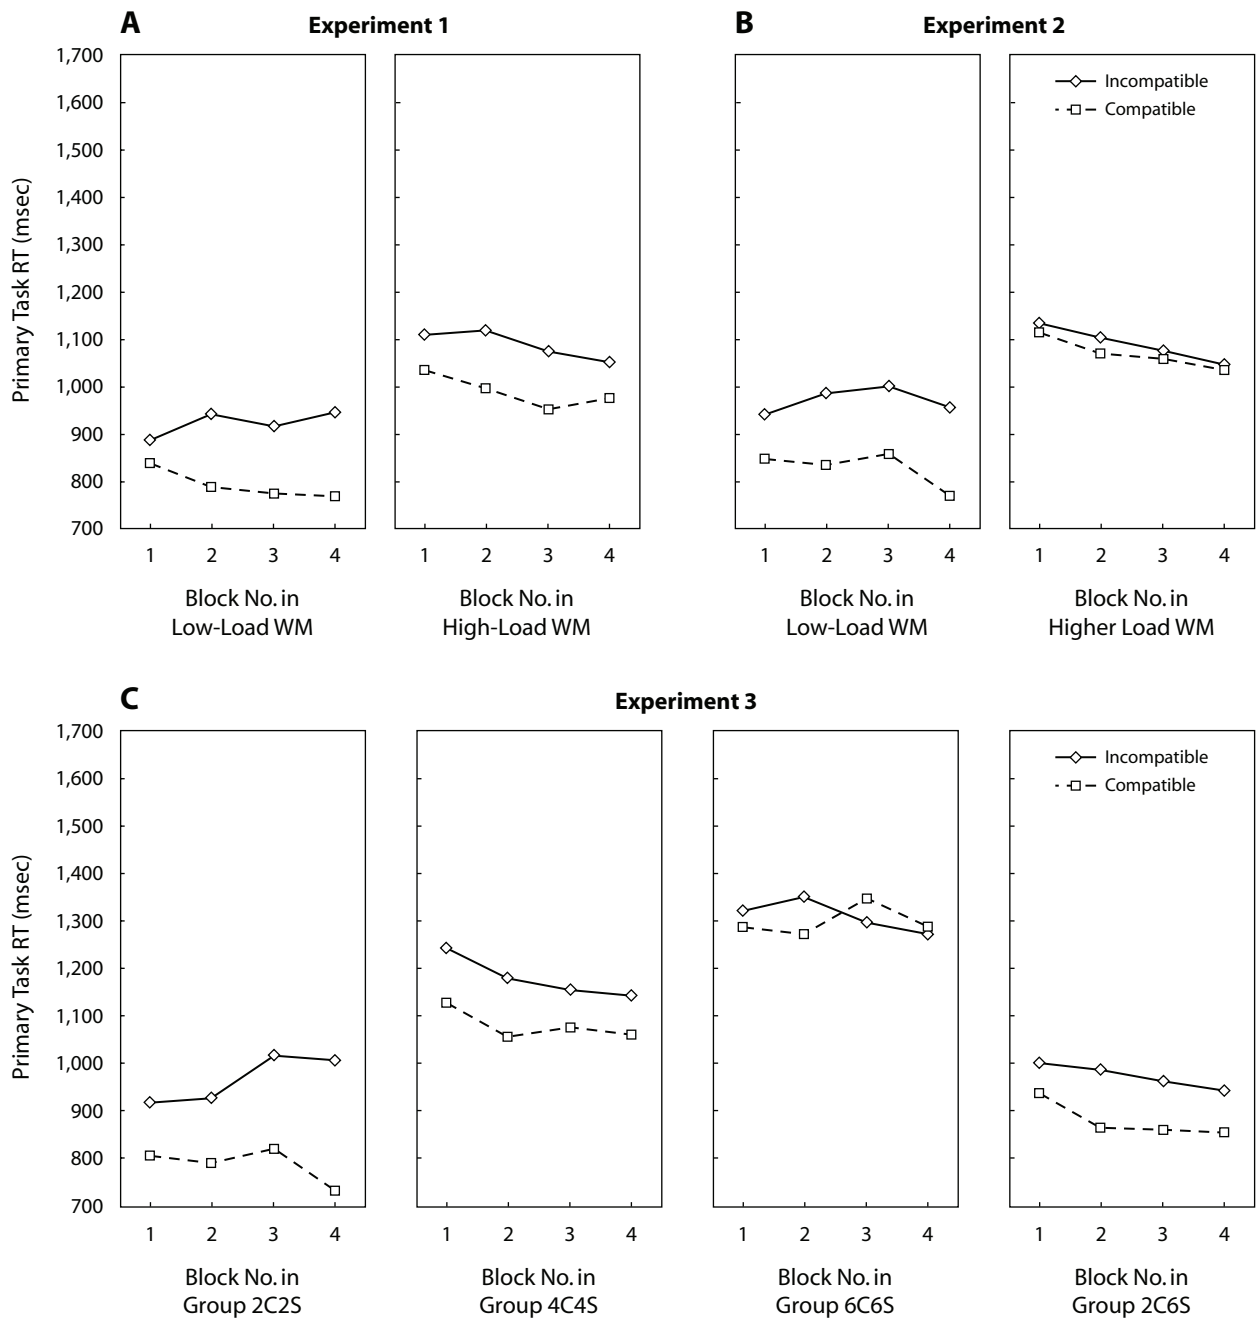 A Experiment 1
B Experiment 2
Primary Task RT (msec)
1,700
1,600
1,500
1,400
1,300
1,200
1,100
1,000
900
800
700
Incompatible
Compatible
1 2 3 4
Block No. in
Low-Load WM
1 2 3 4
Block No. in
High-Load WM
1 2 3 4
Block No. in
Low-Load WM
1 2 3 4
Block No. in
Higher Load WM
C Experiment 3
Primary Task RT (msec)
1,700
1,600
1,500
1,400
1,300
1,200
1,100
1,000
900
800
700
Incompatible
Compatible
1 2 3 4
Block No. in
Group 2C2S
1 2 3 4
Block No. in
Group 4C4S
1 2 3 4
Block No. in
Group 6C6S
1 2 3 4
Block No. in
Group 2C6S